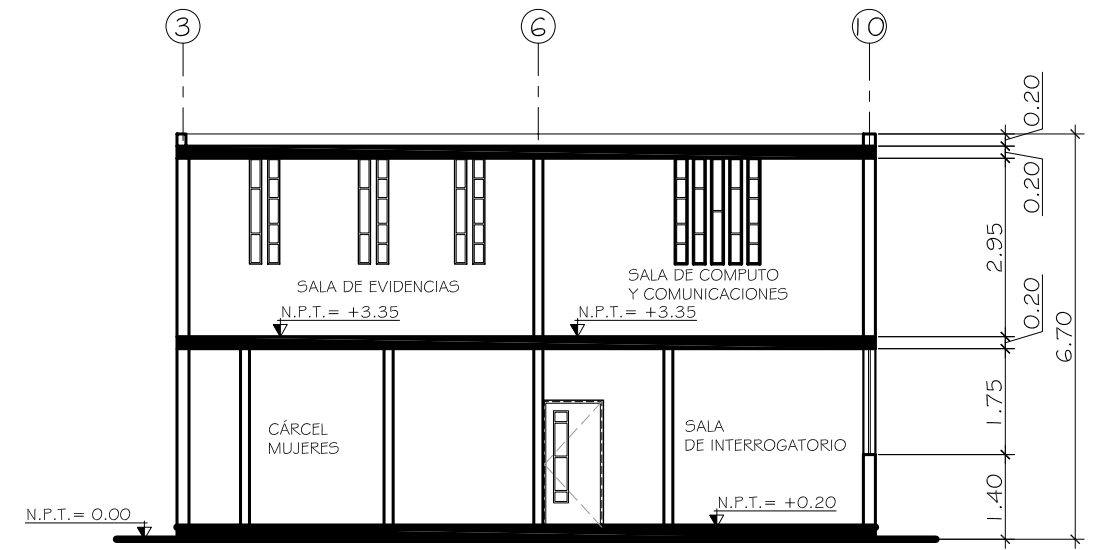 3
6
10
0.20
0.20
2.95
SALA DE EVIDENCIAS
SALA DE COMPUTO
Y COMUNICACIONES
N.P.T.= +3.35
N.P.T.= +3.35
0.20
6.70
1.75
CÁRCEL
MUJERES
SALA
DE INTERROGATORIO
1.40
N.P.T.= 0.00
N.P.T.= +0.20